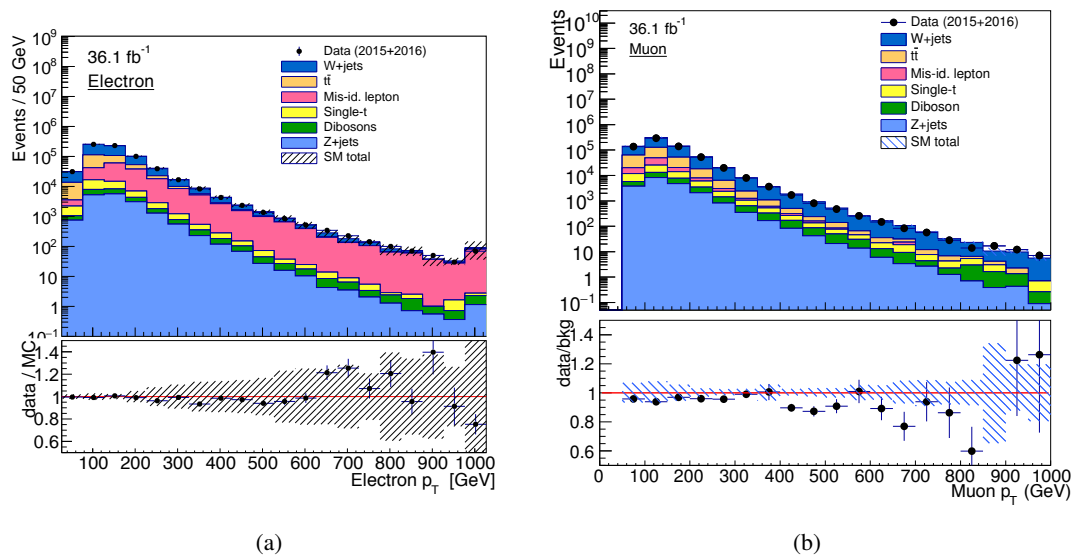 Events / 50 GeV
10^9
10^8
10^7
10^6
10^5
10^4
10^3
10^2
10
1
10^-1
36.1 fb^-1
Electron
Data (2015+2016)
W+jets
tt̄
Mis-id. lepton
Single-t
Dibosons
Z+jets
SM total
data / MC
1.4
1.2
1
0.8
0.6
100 200 300 400 500 600 700 800 900 1000
Electron p_T [GeV]
(a)
Events
10^10
10^9
10^8
10^7
10^6
10^5
10^4
10^3
10^2
10
1
10^-1
36.1 fb^-1
Muon
Data (2015+2016)
W+jets
tt̄
Mis-id. lepton
Single-t
Diboson
Z+jets
SM total
data/bkg
1.4
1.2
1
0.8
0.6
0 100 200 300 400 500 600 700 800 900 1000
Muon p_T (GeV)
(b)